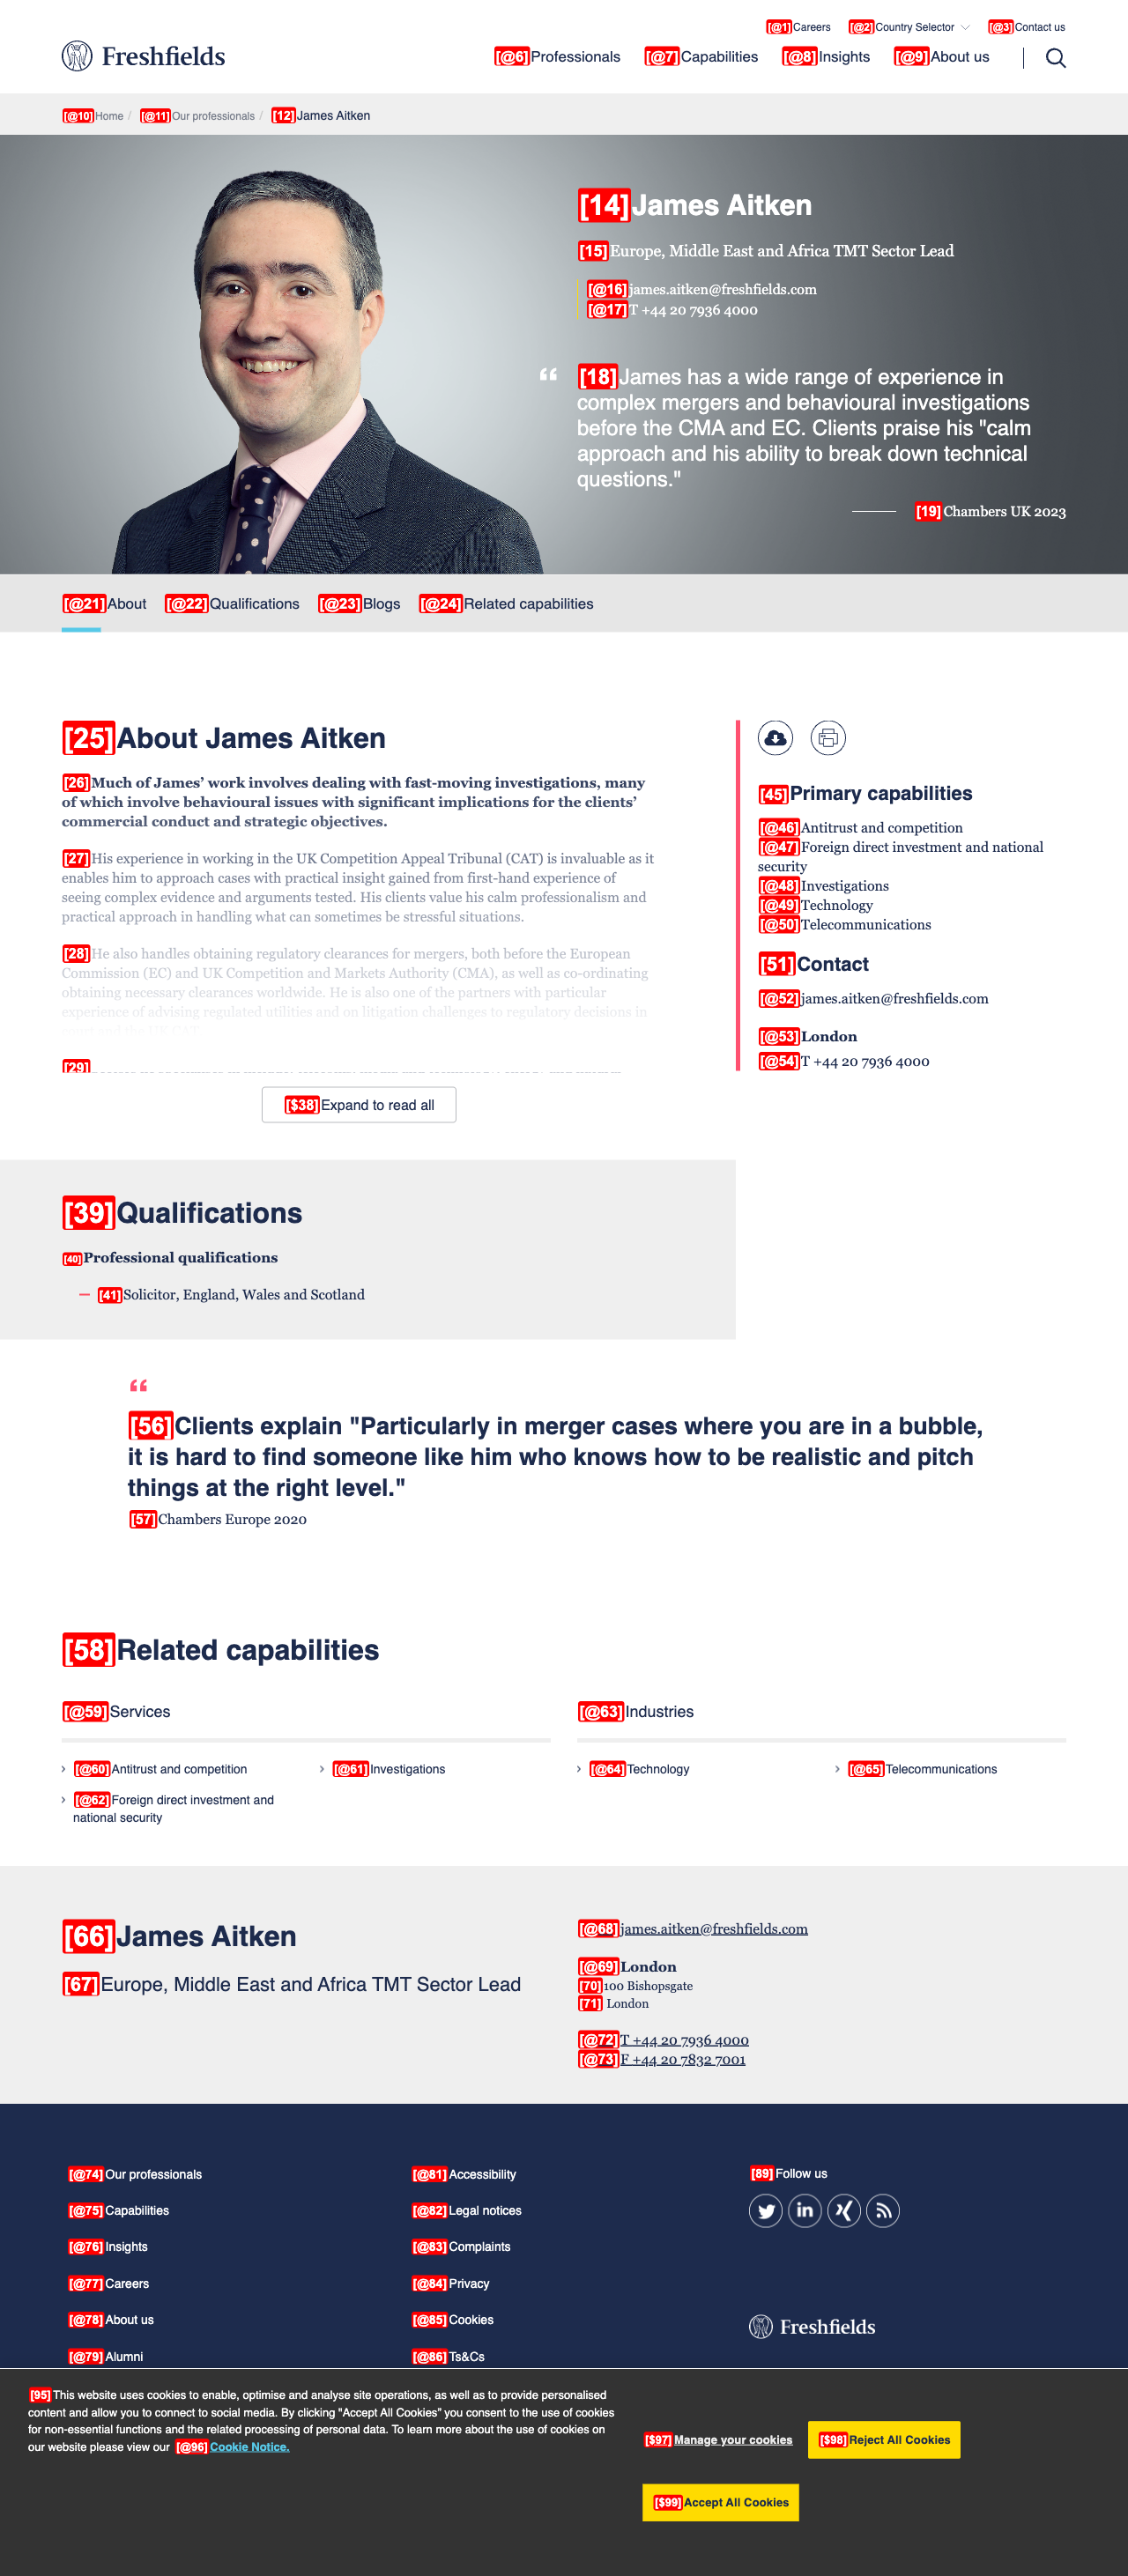 [@1]Careers [@2]Country Selector [@3]Contact us
Freshfields
[@6]Professionals [@7]Capabilities [@8]Insights [@9]About us
[@10]Home / [@11]Our professionals / [12]James Aitken
[14]James Aitken
[15]Europe, Middle East and Africa TMT Sector Lead
[@16]james.aitken@freshfields.com
[@17]T +44 20 7936 4000
“ [18]James has a wide range of experience in
complex mergers and behavioural investigations
before the CMA and EC. Clients praise his "calm
approach and his ability to break down technical
questions."
[19]Chambers UK 2023
[@21]About [@22]Qualifications [@23]Blogs [@24]Related capabilities
[25]About James Aitken
[26]Much of James’ work involves dealing with fast-moving investigations, many
of which involve behavioural issues with significant implications for the clients’
commercial conduct and strategic objectives.
[27]His experience in working in the UK Competition Appeal Tribunal (CAT) is invaluable as it
enables him to approach cases with practical insight gained from first-hand experience of
seeing complex evidence and arguments tested. His clients value his calm professionalism and
practical approach in handling what can sometimes be stressful situations.
[28]He also handles obtaining regulatory clearances for mergers, both before the European
Commission (EC) and UK Competition and Markets Authority (CMA), as well as co-ordinating
obtaining necessary clearances worldwide. He is also one of the partners with particular
experience of advising regulated utilities and on litigation challenges to regulatory decisions in
[29]
[$38]Expand to read all
[45]Primary capabilities
[@46]Antitrust and competition
[@47]Foreign direct investment and national
security
[@48]Investigations
[@49]Technology
[@50]Telecommunications
[51]Contact
[@52]james.aitken@freshfields.com
[@53]London
[@54]T +44 20 7936 4000
[39]Qualifications
[40]Professional qualifications
[41]Solicitor, England, Wales and Scotland
“
[56]Clients explain "Particularly in merger cases where you are in a bubble,
it is hard to find someone like him who knows how to be realistic and pitch
things at the right level."
[57]Chambers Europe 2020
[58]Related capabilities
[@59]Services
[@60]Antitrust and competition [@61]Investigations
[@62]Foreign direct investment and
national security
[@63]Industries
[@64]Technology [@65]Telecommunications
[66]James Aitken
[67]Europe, Middle East and Africa TMT Sector Lead
[@68]james.aitken@freshfields.com
[@69]London
[70]100 Bishopsgate
[71] London
[@72]T +44 20 7936 4000
[@73]F +44 20 7832 7001
[@74]Our professionals
[@75]Capabilities
[@76]Insights
[@77]Careers
[@78]About us
[@79]Alumni
[@81]Accessibility
[@82]Legal notices
[@83]Complaints
[@84]Privacy
[@85]Cookies
[@86]Ts&Cs
[89]Follow us
Freshfields
[95]This website uses cookies to enable, optimise and analyse site operations, as well as to provide personalised
content and allow you to connect to social media. By clicking "Accept All Cookies" you consent to the use of cookies
for non-essential functions and the related processing of personal data. To learn more about the use of cookies on
our website please view our [@96]Cookie Notice.
[$97]Manage your cookies [$98]Reject All Cookies
[$99]Accept All Cookies